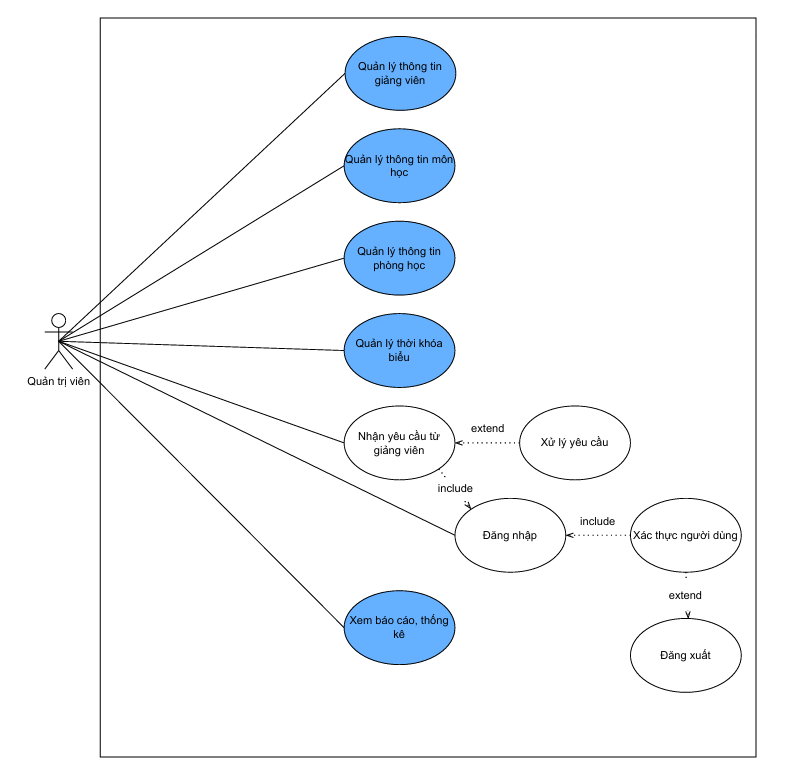 Quản lý thông tin
giảng viên
Quản lý thông tin môn
học
Quản lý thông tin
phòng học
Quản lý thời khóa
biểu
Quản trị viên
Nhận yêu cầu từ
giảng viên
extend
Xử lý yêu cầu
include
Đăng nhập
include
Xác thực người dùng
extend
Xem báo cáo, thống
kê
Đăng xuất